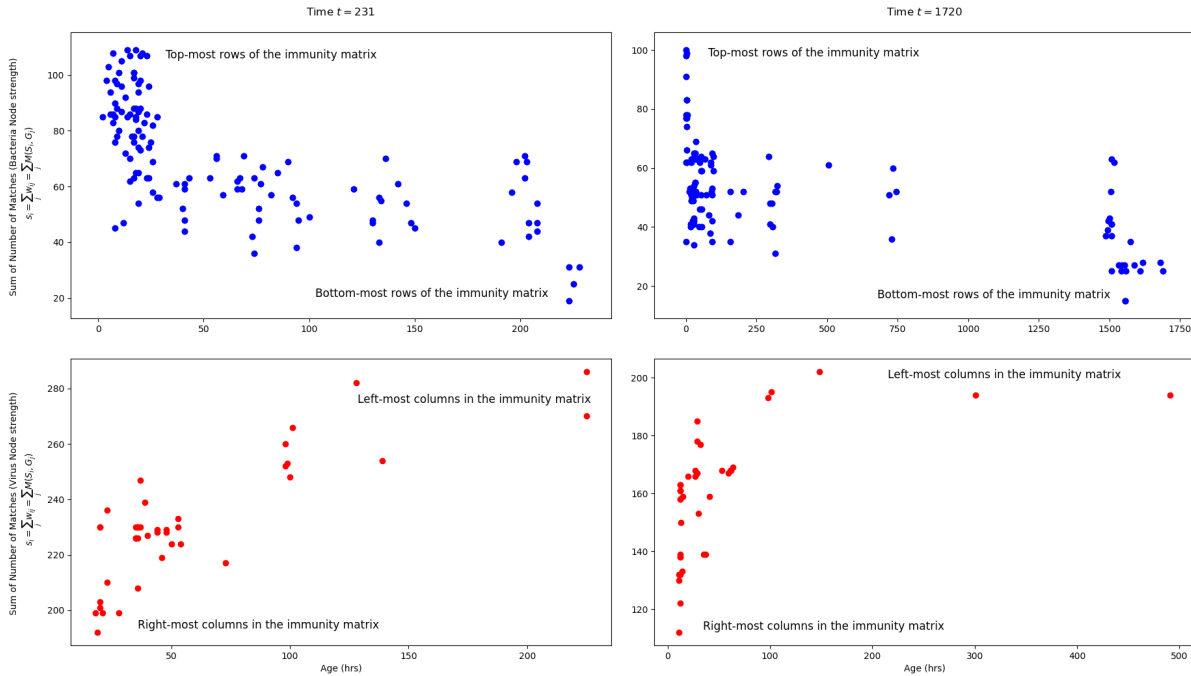 Time t = 231
Time t = 1720
Sum of Number of Matches (Bacteria Node strength)
s_i = ∑_j w_ij = ∑_j M(S_i, G_j)
100
80
60
40
20
Top-most rows of the immunity matrix
Bottom-most rows of the immunity matrix
0 50 100 150 200
100
80
60
40
20
Top-most rows of the immunity matrix
Bottom-most rows of the immunity matrix
0 250 500 750 1000 1250 1500 1750
Sum of Number of Matches (Virus Node strength)
s_i = ∑_j w_ij = ∑_j M(S_i, G_j)
280
260
240
220
200
Left-most columns in the immunity matrix
Right-most columns in the immunity matrix
50 100 150 200
Age (hrs)
200
180
160
140
120
Left-most columns in the immunity matrix
Right-most columns in the immunity matrix
0 100 200 300 400 500
Age (hrs)